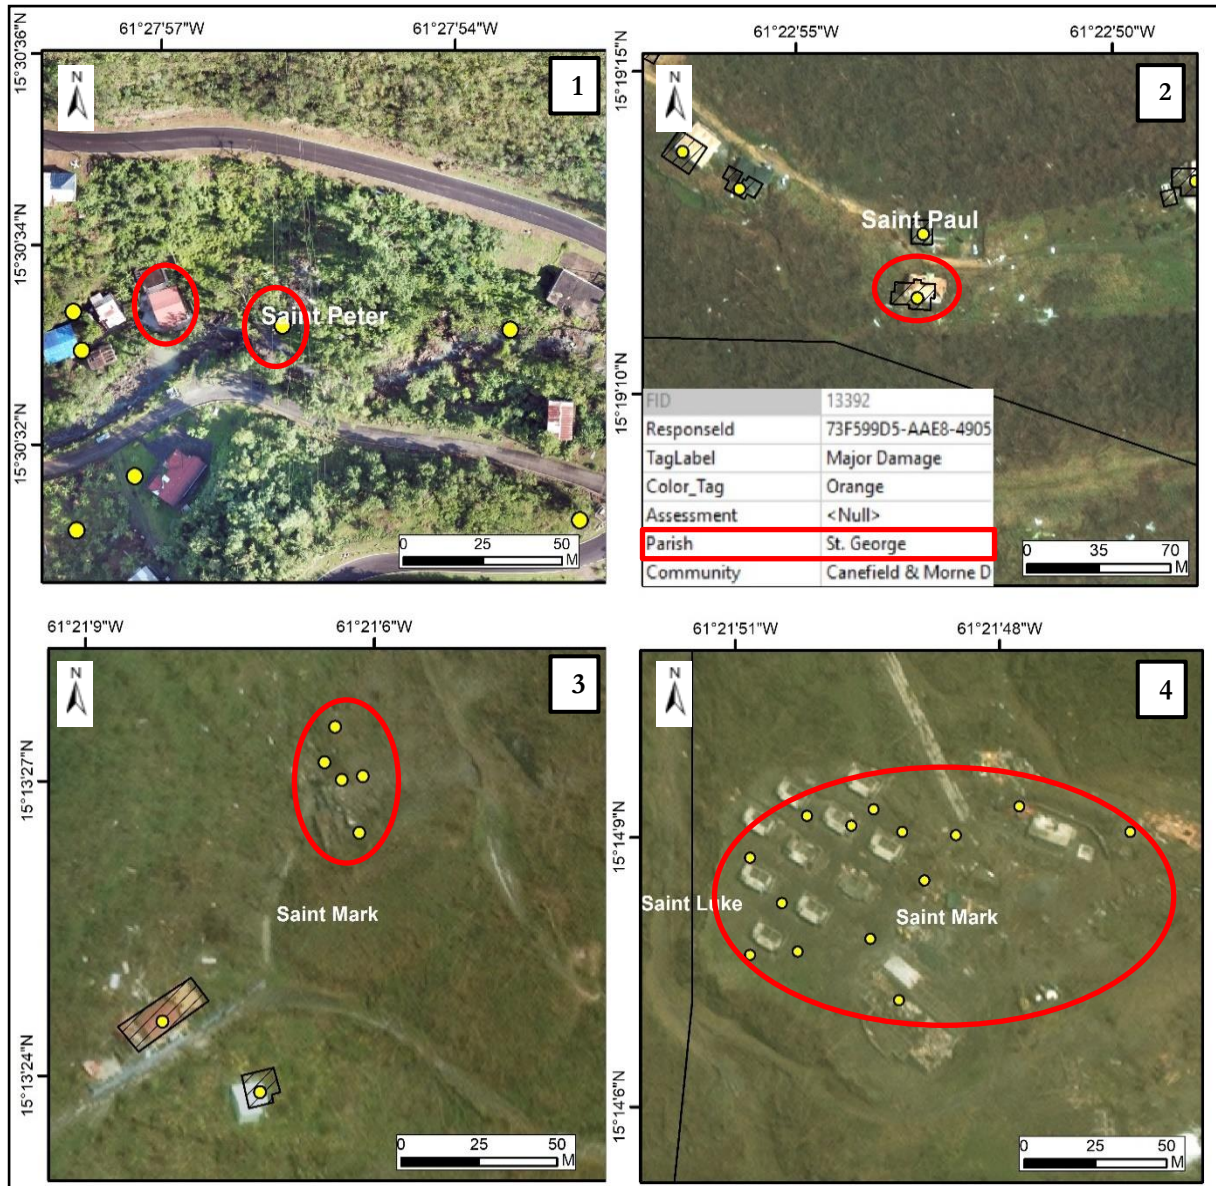 61°27'57"W
61°27'54"W
15°30'36"N
15°30'34"N
15°30'32"N
N
1
Saint Peter
0 25 50
M
61°22'55"W
61°22'50"W
15°19'15"N
15°19'10"N
N
2
Saint Paul
FID 13392
ResponseId 73F599D5-AAE8-4905
TagLabel Major Damage
Color_Tag Orange
Assessment <Null>
Parish St. George
Community Canefield & Morne D
0 35 70
M
61°21'9"W
61°21'6"W
15°13'27"N
15°13'24"N
N
3
Saint Mark
0 25 50
M
61°21'51"W
61°21'48"W
15°14'9"N
15°14'6"N
N
4
Saint Luke
Saint Mark
0 25 50
M